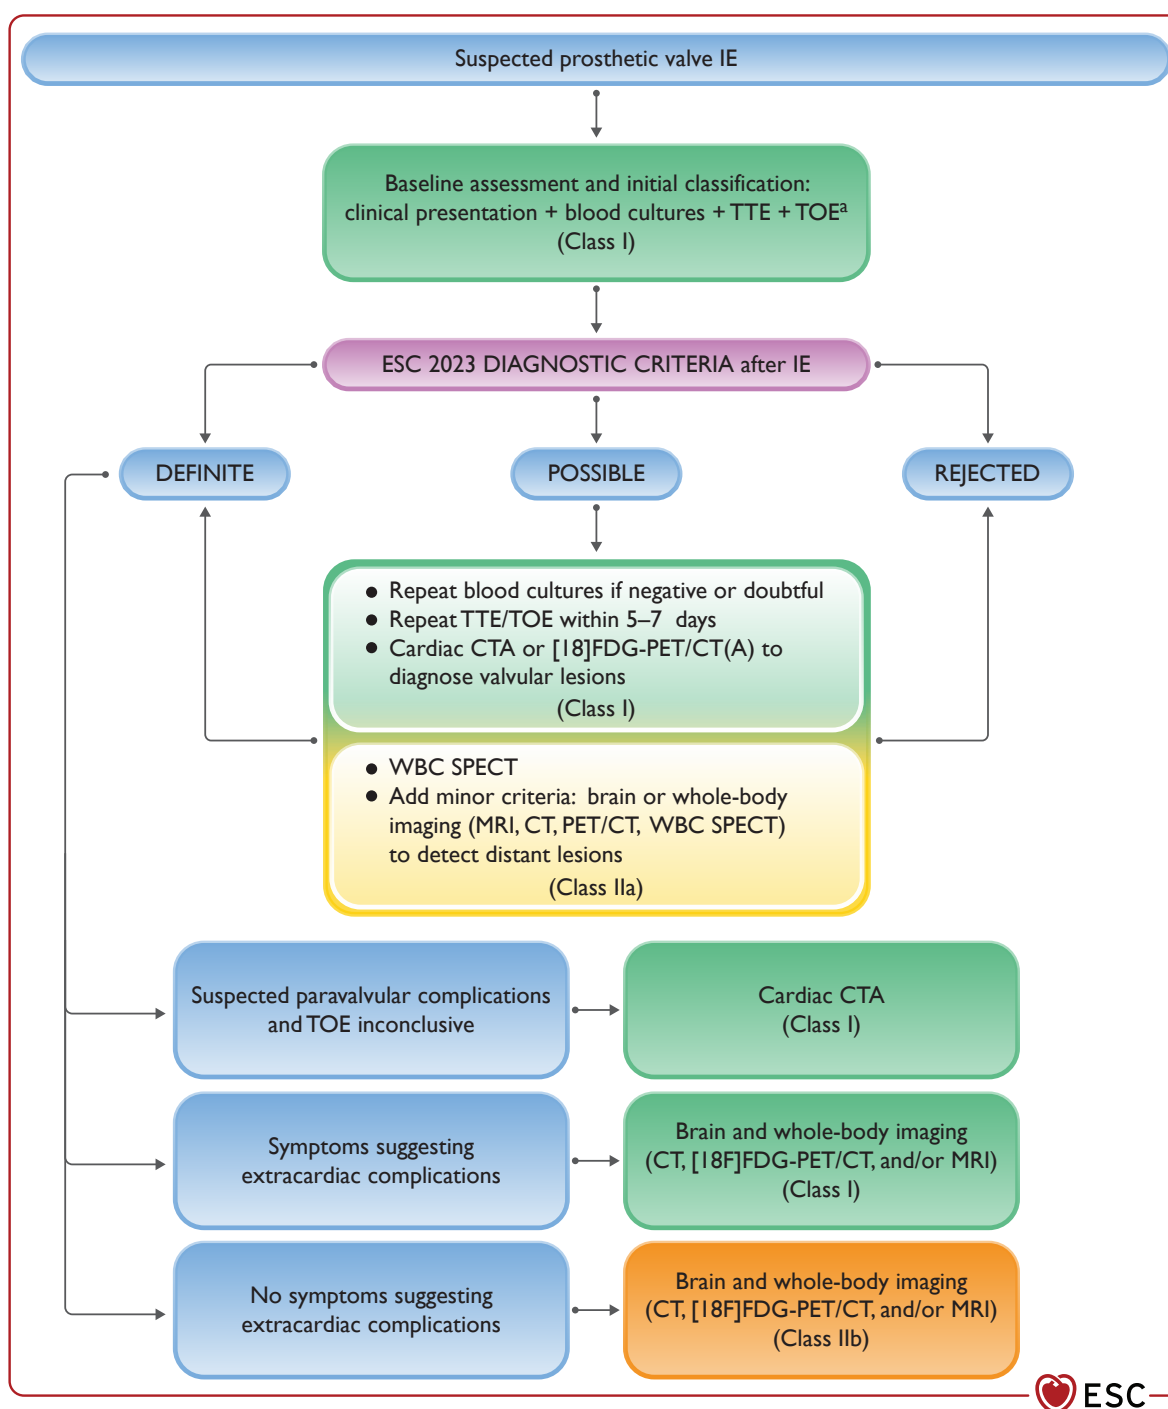 Suspected prosthetic valve IE
Baseline assessment and initial classification:
clinical presentation + blood cultures + TTE + TOEᵃ
(Class I)
ESC 2023 DIAGNOSTIC CRITERIA after IE
DEFINITE
POSSIBLE
REJECTED
● Repeat blood cultures if negative or doubtful
● Repeat TTE/TOE within 5–7 days
● Cardiac CTA or [18]FDG-PET/CT(A) to
diagnose valvular lesions
(Class I)
● WBC SPECT
● Add minor criteria: brain or whole-body
imaging (MRI, CT, PET/CT, WBC SPECT)
to detect distant lesions
(Class IIa)
Suspected paravalvular complications
and TOE inconclusive
Cardiac CTA
(Class I)
Symptoms suggesting
extracardiac complications
Brain and whole-body imaging
(CT, [18F]FDG-PET/CT, and/or MRI)
(Class I)
No symptoms suggesting
extracardiac complications
Brain and whole-body imaging
(CT, [18F]FDG-PET/CT, and/or MRI)
(Class IIb)
ESC